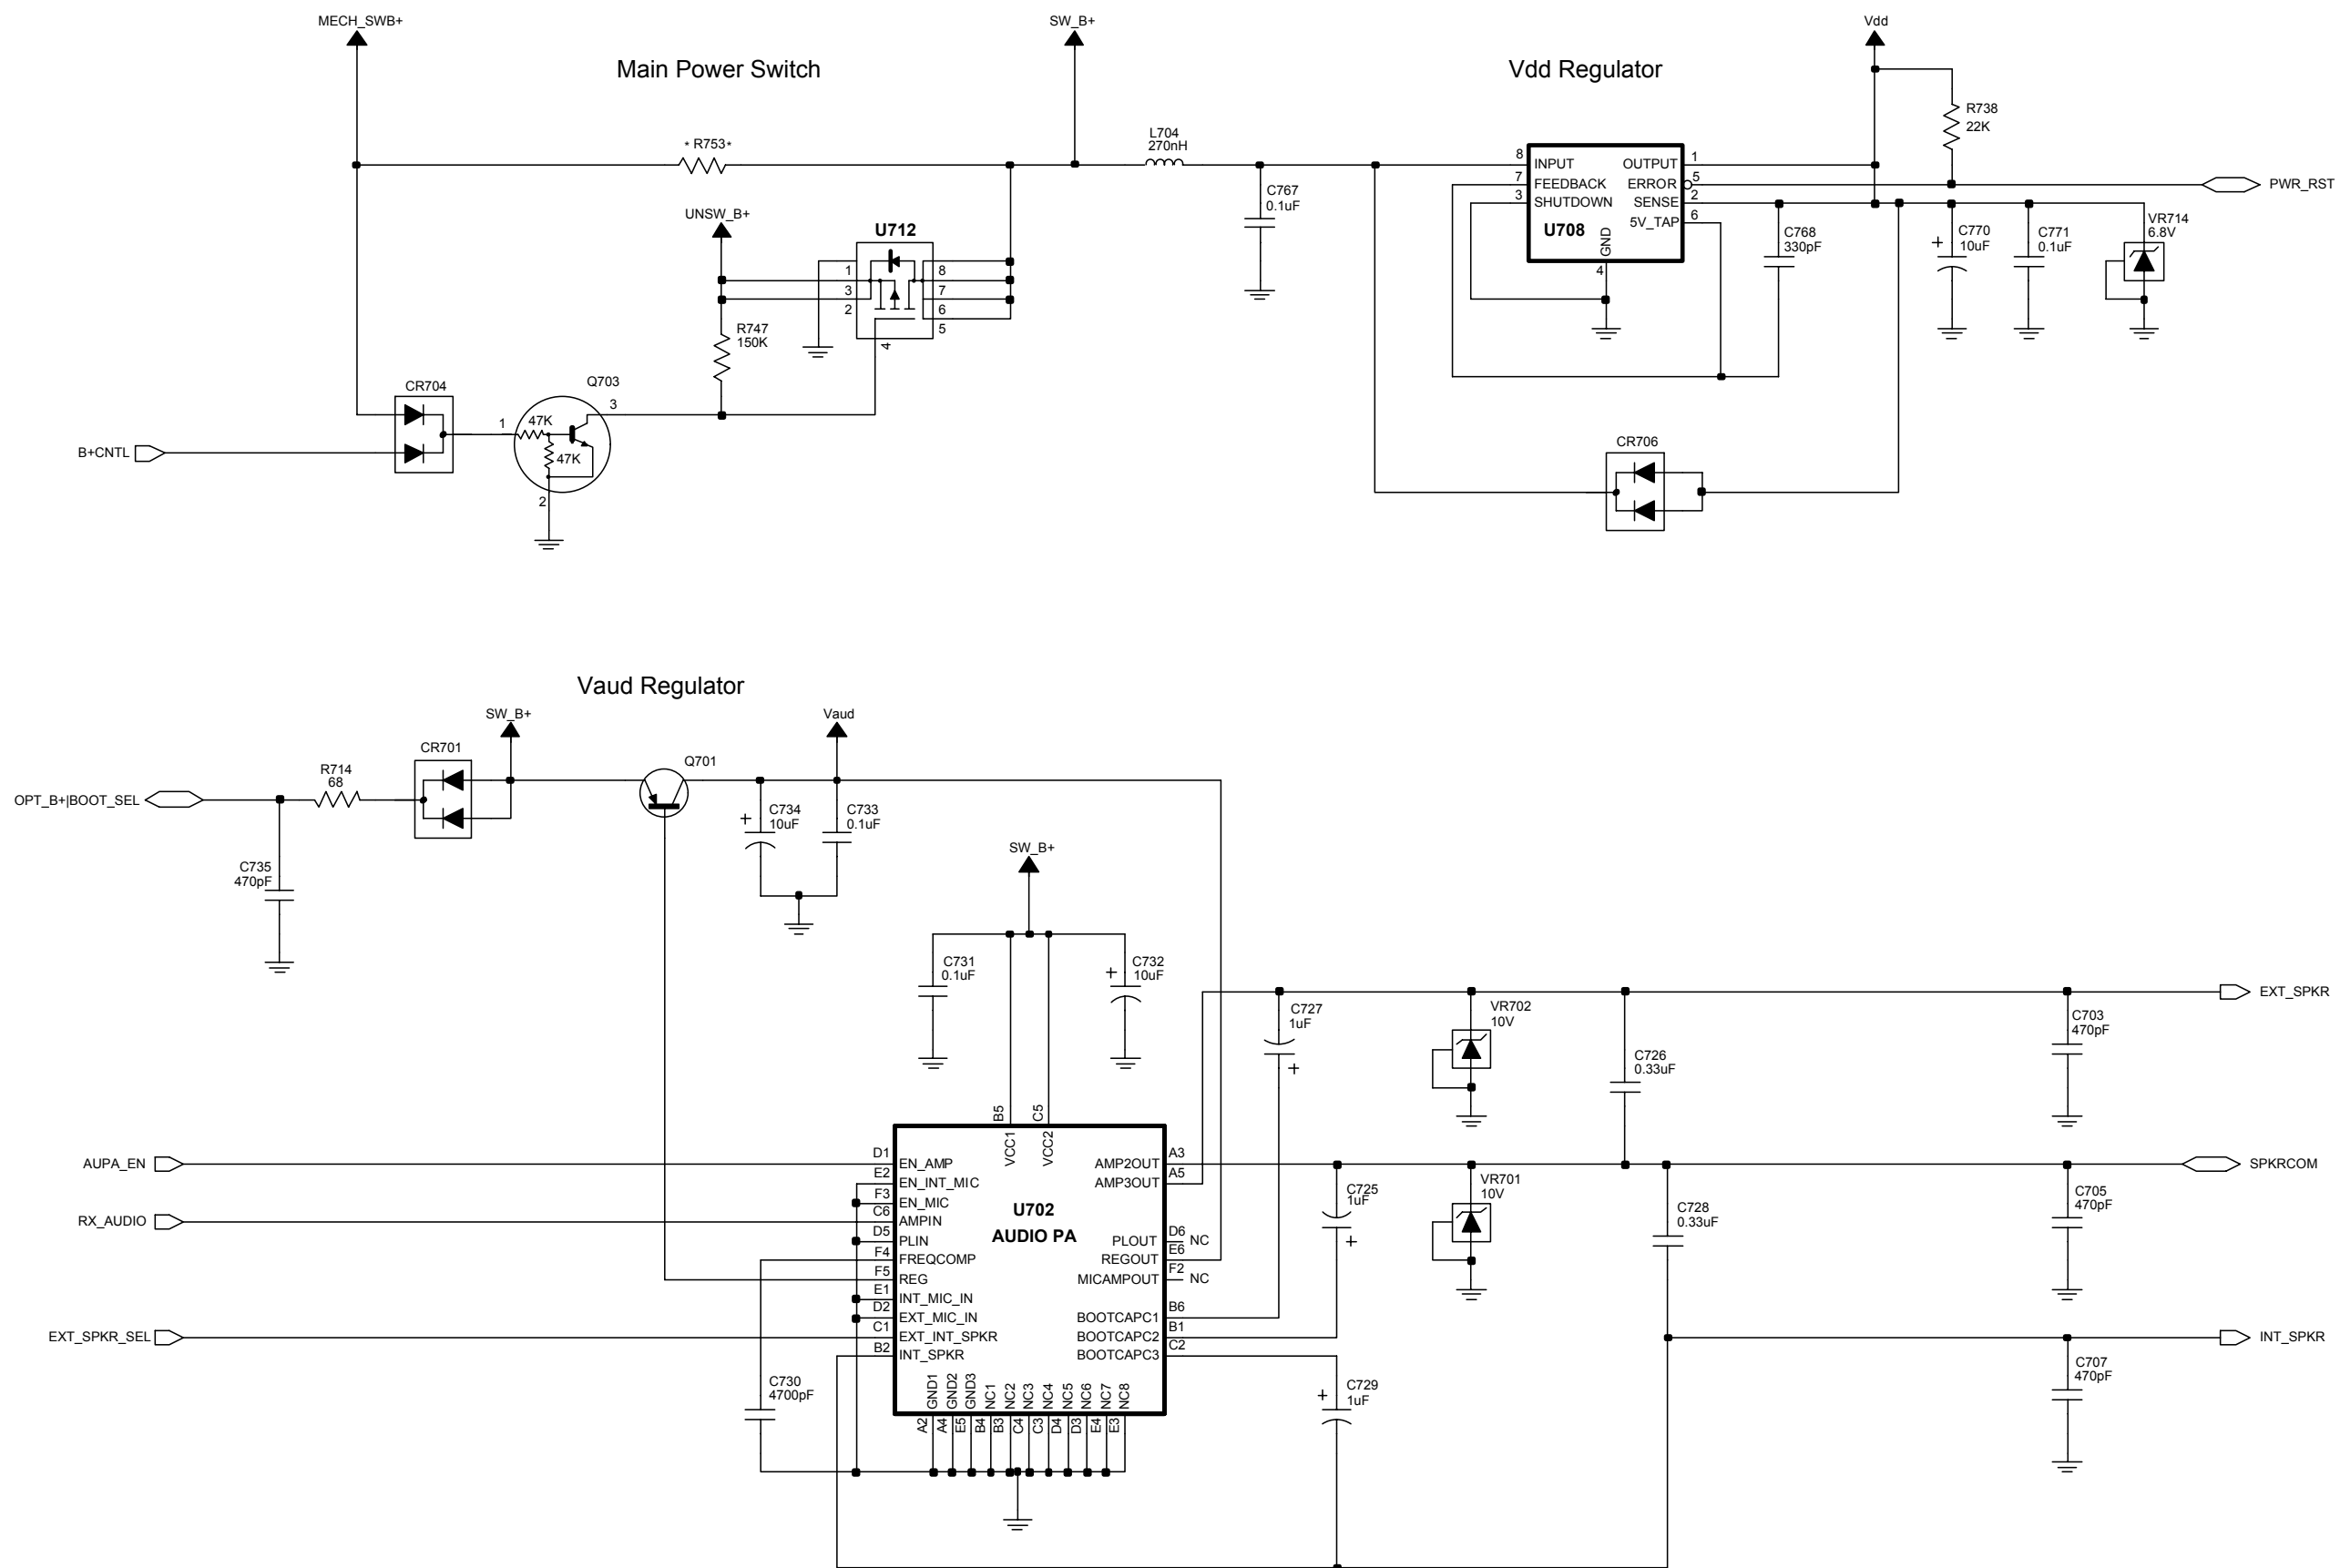 MECH_SWB+
SW_B+
Vdd
Main Power Switch
Vdd Regulator
* R753*
L704
270nH
R738
22K
UNSW_B+
U712
1
3
2
4
8
7
6
5
R747
150K
C767
0.1uF
8
7
3
INPUT
FEEDBACK
SHUTDOWN
U708
GND
4
OUTPUT
ERROR
SENSE
5V_TAP
1
5
2
6
PWR_RST
C768
330pF
+
C770
10uF
C771
0.1uF
VR714
6.8V
CR704
Q703
1
47K
47K
3
2
B+CNTL
CR706
Vaud Regulator
SW_B+
Vaud
CR701
Q701
R714
68
OPT_B+|BOOT_SEL
C735
470pF
+
C734
10uF
C733
0.1uF
SW_B+
C731
0.1uF
+
C732
10uF
C727
1uF
+
VR702
10V
C726
0.33uF
C703
470pF
EXT_SPKR
B5
C5
VCC1
VCC2
AUPA_EN
RX_AUDIO
EXT_SPKR_SEL
D1
E2
F3
C6
D5
F4
F5
E1
D2
C1
B2
EN_AMP
EN_INT_MIC
EN_MIC
AMPIN
PLIN
FREQCOMP
REG
INT_MIC_IN
EXT_MIC_IN
EXT_INT_SPKR
INT_SPKR
U702
AUDIO PA
AMP2OUT
AMP3OUT
PLOUT
REGOUT
MICAMPOUT
BOOTCAPC1
BOOTCAPC2
BOOTCAPC3
A3
A5
D6
NC
E6
F2
NC
B6
B1
C2
C725
1uF
+
VR701
10V
C728
0.33uF
C705
470pF
SPKRCOM
INT_SPKR
C707
470pF
C730
4700pF
+
C729
1uF
GND1
GND2
GND3
NC1
NC2
NC3
NC4
NC5
NC6
NC7
NC8
A2
A4
E5
B4
B3
C4
C3
D4
D3
E4
E3